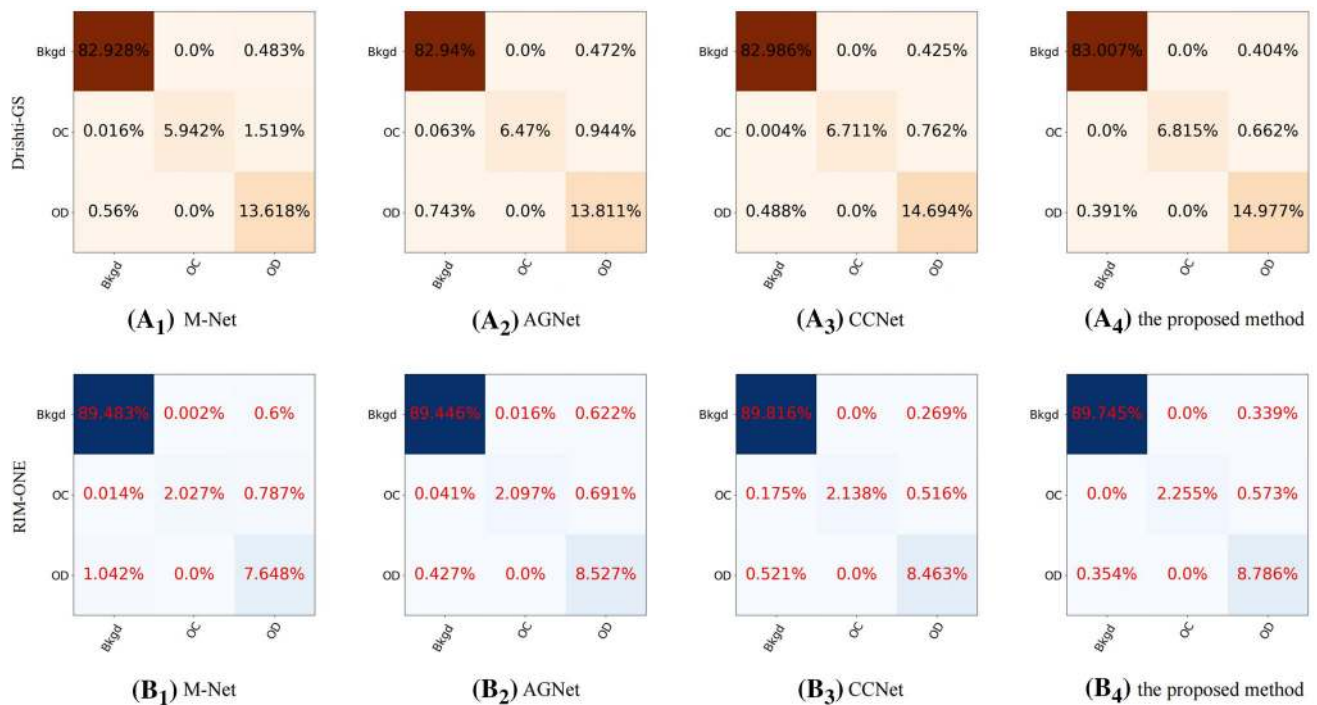 Drishti-GS
Bkgd 82.928% 0.0% 0.483%
OC 0.016% 5.942% 1.519%
OD 0.56% 0.0% 13.618%
Bkgd OC OD
(A1) M-Net
Bkgd 82.94% 0.0% 0.472%
OC 0.063% 6.47% 0.944%
OD 0.743% 0.0% 13.811%
Bkgd OC OD
(A2) AGNet
Bkgd 82.986% 0.0% 0.425%
OC 0.004% 6.711% 0.762%
OD 0.488% 0.0% 14.694%
Bkgd OC OD
(A3) CCNet
Bkgd 83.007% 0.0% 0.404%
OC 0.0% 6.815% 0.662%
OD 0.391% 0.0% 14.977%
Bkgd OC OD
(A4) the proposed method
RIM-ONE
Bkgd 89.483% 0.002% 0.6%
OC 0.014% 2.027% 0.787%
OD 1.042% 0.0% 7.648%
Bkgd OC OD
(B1) M-Net
Bkgd 89.446% 0.016% 0.622%
OC 0.041% 2.097% 0.691%
OD 0.427% 0.0% 8.527%
Bkgd OC OD
(B2) AGNet
Bkgd 89.816% 0.0% 0.269%
OC 0.175% 2.138% 0.516%
OD 0.521% 0.0% 8.463%
Bkgd OC OD
(B3) CCNet
Bkgd 89.745% 0.0% 0.339%
OC 0.0% 2.255% 0.573%
OD 0.354% 0.0% 8.786%
Bkgd OC OD
(B4) the proposed method